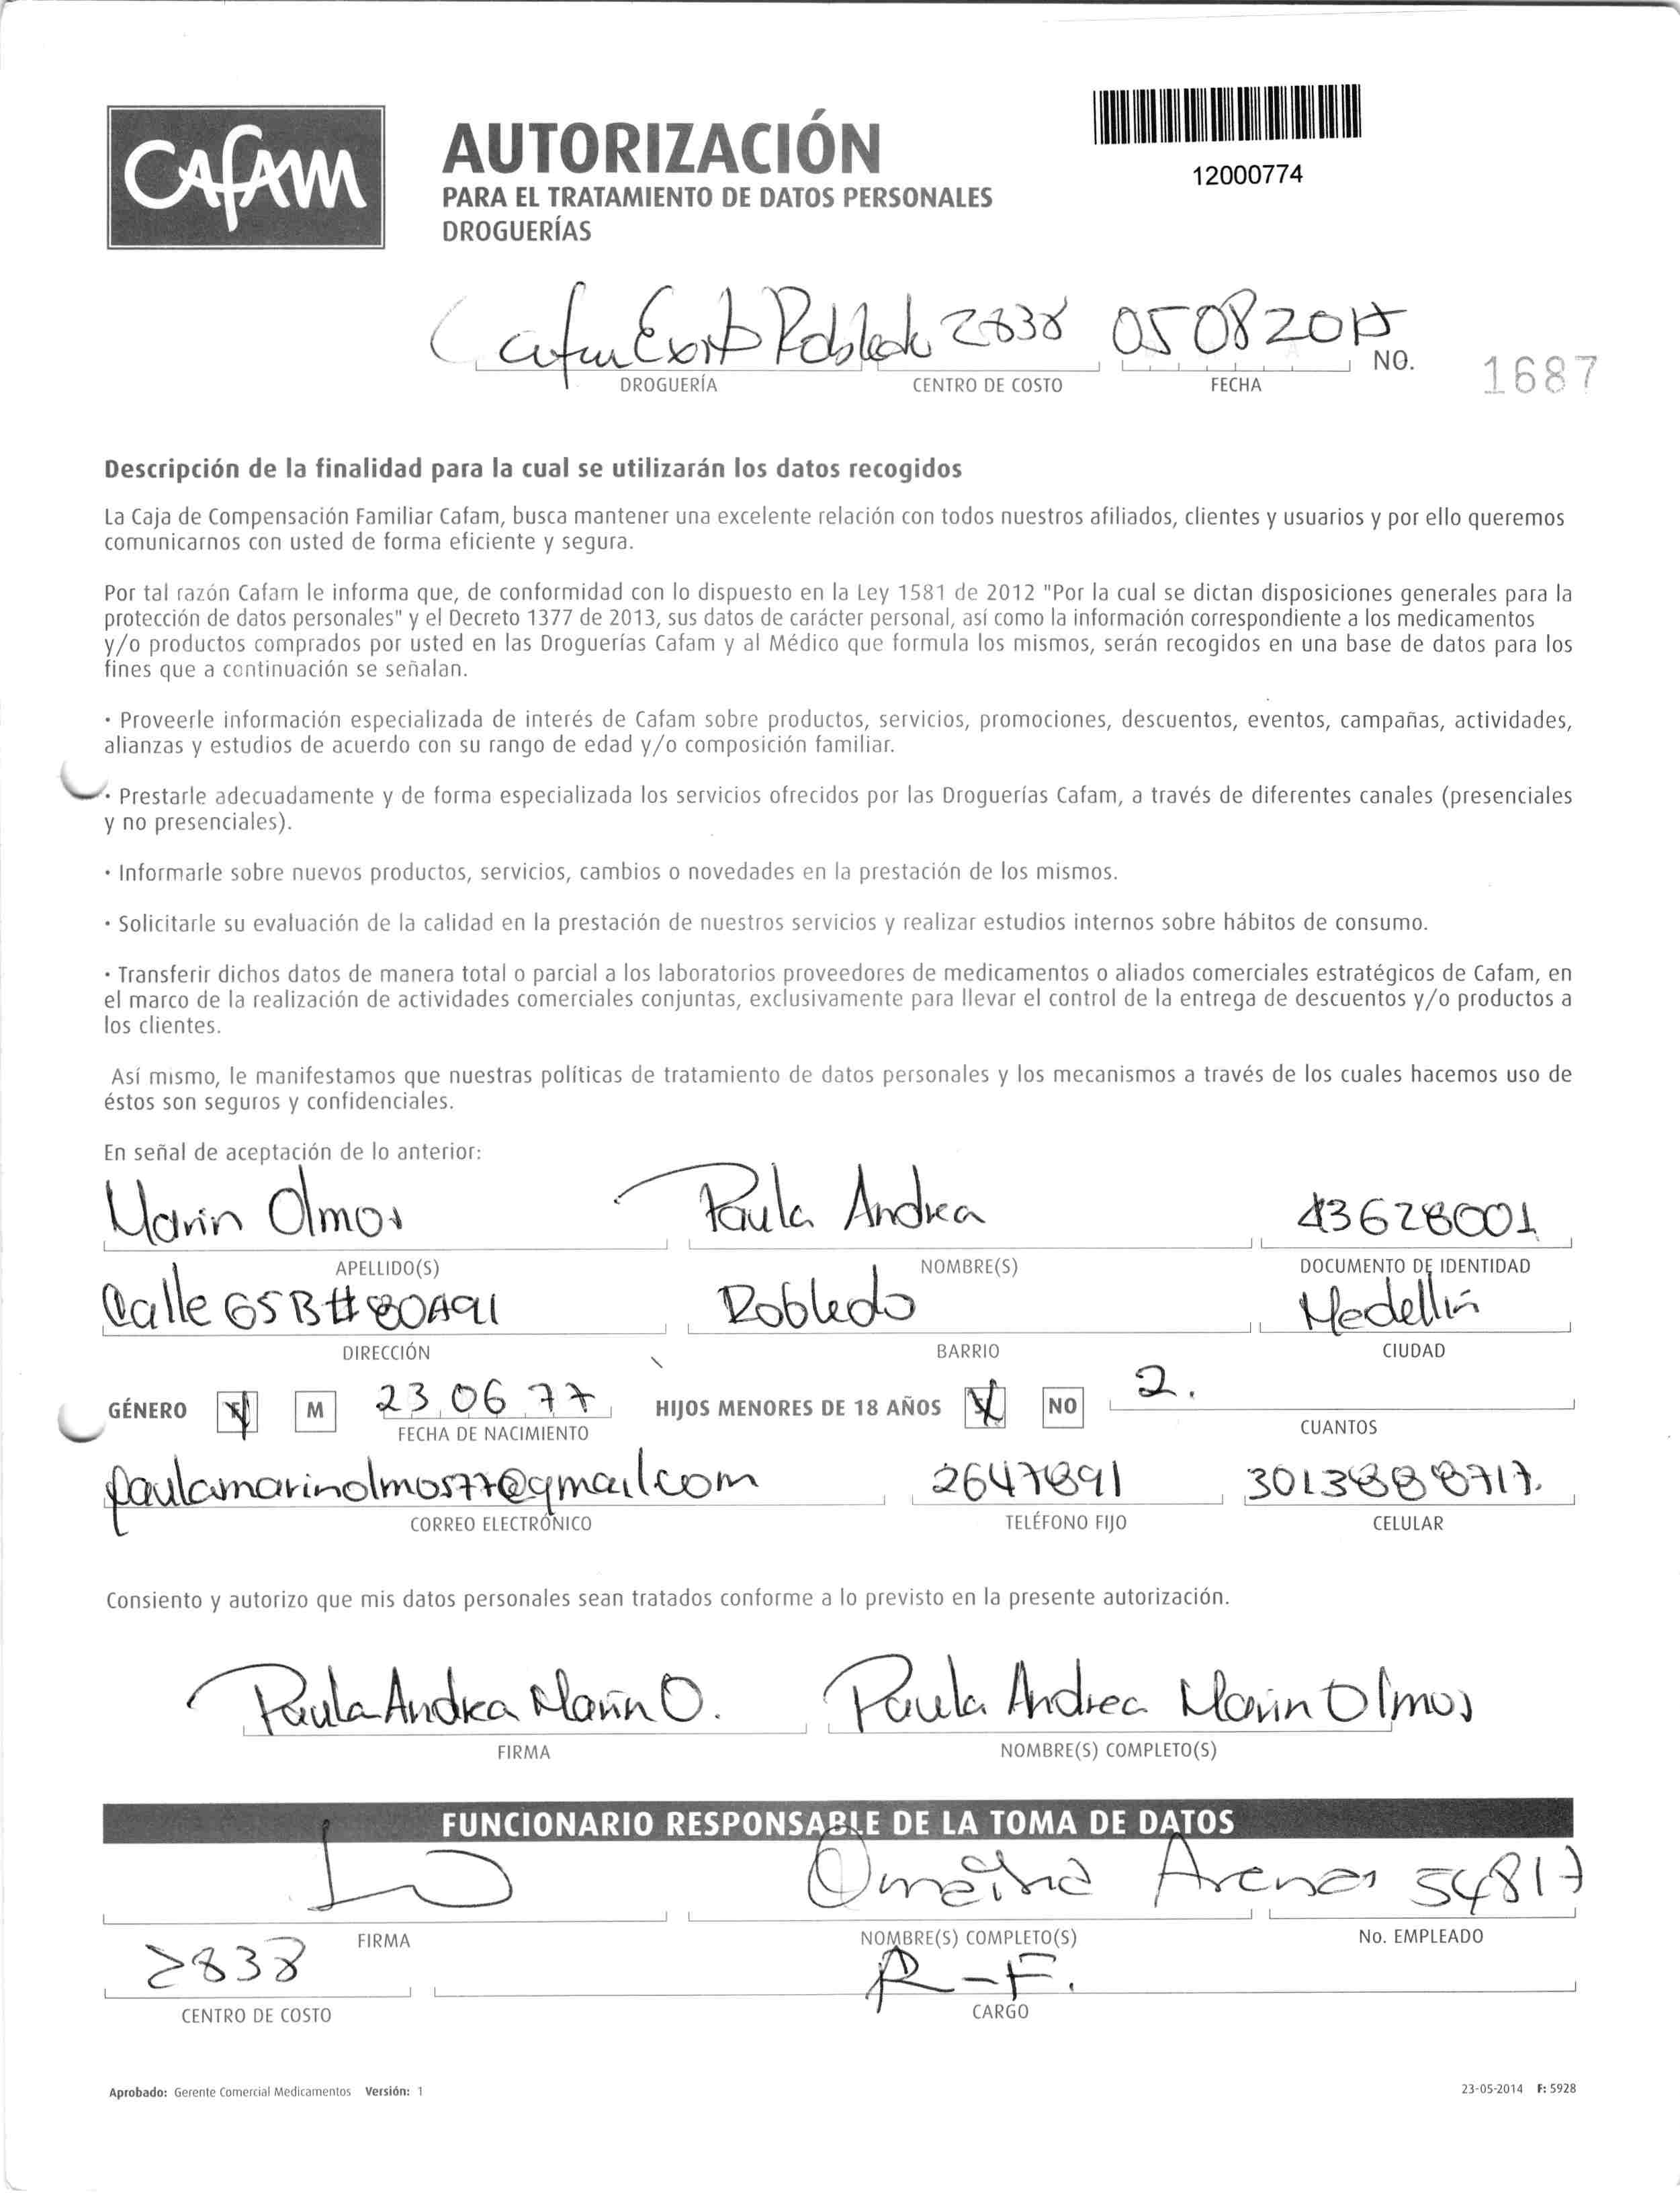 CAFAM
AUTORIZACIÓN
PARA EL TRATAMIENTO DE DATOS PERSONALES
DROGUERÍAS
12000774
Cafam Exito Robledo 2838 05 08 2017
DROGUERÍA CENTRO DE COSTO FECHA NO. 1687
Descripción de la finalidad para la cual se utilizarán los datos recogidos
La Caja de Compensación Familiar Cafam, busca mantener una excelente relación con todos nuestros afiliados, clientes y usuarios y por ello queremos
comunicarnos con usted de forma eficiente y segura.
Por tal razón Cafam le informa que, de conformidad con lo dispuesto en la Ley 1581 de 2012 "Por la cual se dictan disposiciones generales para la
protección de datos personales" y el Decreto 1377 de 2013, sus datos de carácter personal, así como la información correspondiente a los medicamentos
y/o productos comprados por usted en las Droguerías Cafam y al Médico que formula los mismos, serán recogidos en una base de datos para los
fines que a continuación se señalan.
· Proveerle información especializada de interés de Cafam sobre productos, servicios, promociones, descuentos, eventos, campañas, actividades,
alianzas y estudios de acuerdo con su rango de edad y/o composición familiar.
· Prestarle adecuadamente y de forma especializada los servicios ofrecidos por las Droguerías Cafam, a través de diferentes canales (presenciales
y no presenciales).
· Informarle sobre nuevos productos, servicios, cambios o novedades en la prestación de los mismos.
· Solicitarle su evaluación de la calidad en la prestación de nuestros servicios y realizar estudios internos sobre hábitos de consumo.
· Transferir dichos datos de manera total o parcial a los laboratorios proveedores de medicamentos o aliados comerciales estratégicos de Cafam, en
el marco de la realización de actividades comerciales conjuntas, exclusivamente para llevar el control de la entrega de descuentos y/o productos a
los clientes.
Así mismo, le manifestamos que nuestras políticas de tratamiento de datos personales y los mecanismos a través de los cuales hacemos uso de
éstos son seguros y confidenciales.
En señal de aceptación de lo anterior:
Marin Olmos Paula Andrea 43628001
APELLIDO(S) NOMBRE(S) DOCUMENTO DE IDENTIDAD
Calle 65B # 80A91 Robledo Medellín
DIRECCIÓN BARRIO CIUDAD
GÉNERO F M 23 06 77 HIJOS MENORES DE 18 AÑOS SI NO 2.
FECHA DE NACIMIENTO CUANTOS
paulamarinolmos77@gmail.com 2647891 3013888717.
CORREO ELECTRÓNICO TELÉFONO FIJO CELULAR
Consiento y autorizo que mis datos personales sean tratados conforme a lo previsto en la presente autorización.
Paula Andrea Marin O. Paula Andrea Marin Olmos
FIRMA NOMBRE(S) COMPLETO(S)
FUNCIONARIO RESPONSABLE DE LA TOMA DE DATOS
Omaira Arenas 54817
FIRMA NOMBRE(S) COMPLETO(S) No. EMPLEADO
2838 R-F.
CENTRO DE COSTO CARGO
Aprobado: Gerente Comercial Medicamentos Versión: 1 23-05-2014 F: 5928